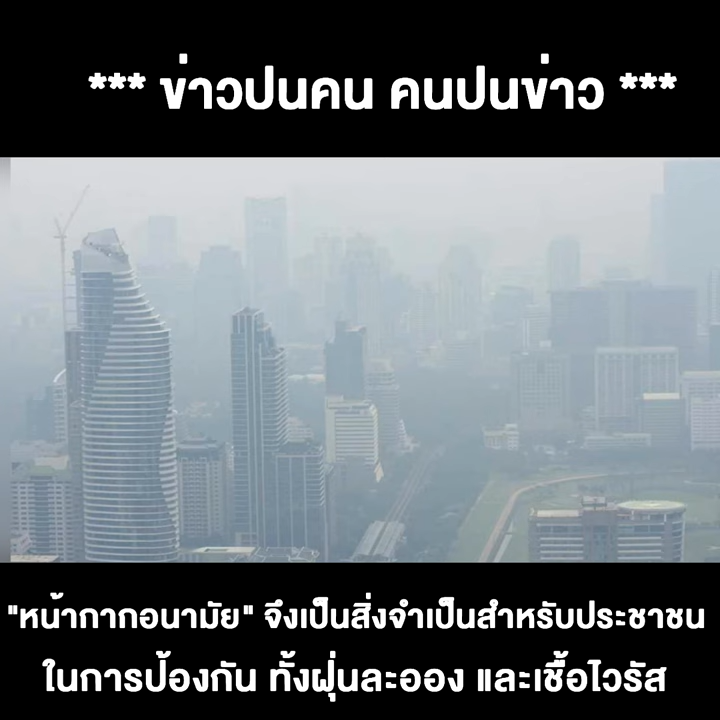 *** ข่าวปนคน คนปนข่าว ***
"หน้ากากอนามัย" จึงเป็นสิ่งจำเป็นสำหรับประชาชน
ในการป้องกัน ทั้งฝุ่นละออง และเชื้อไวรัส